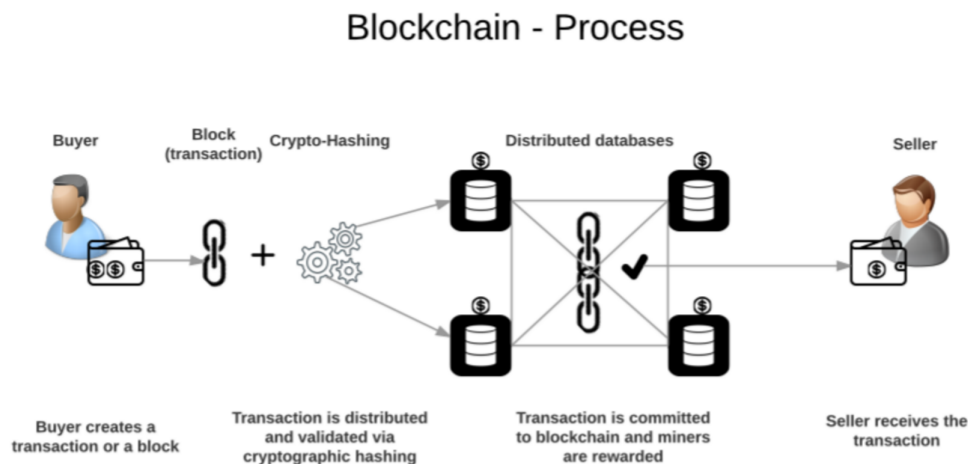 Blockchain - Process
Buyer
Block
(transaction)
Crypto-Hashing
Distributed databases
Seller
Buyer creates a
transaction or a block
Transaction is distributed
and validated via
cryptographic hashing
Transaction is committed
to blockchain and miners
are rewarded
Seller receives the
transaction